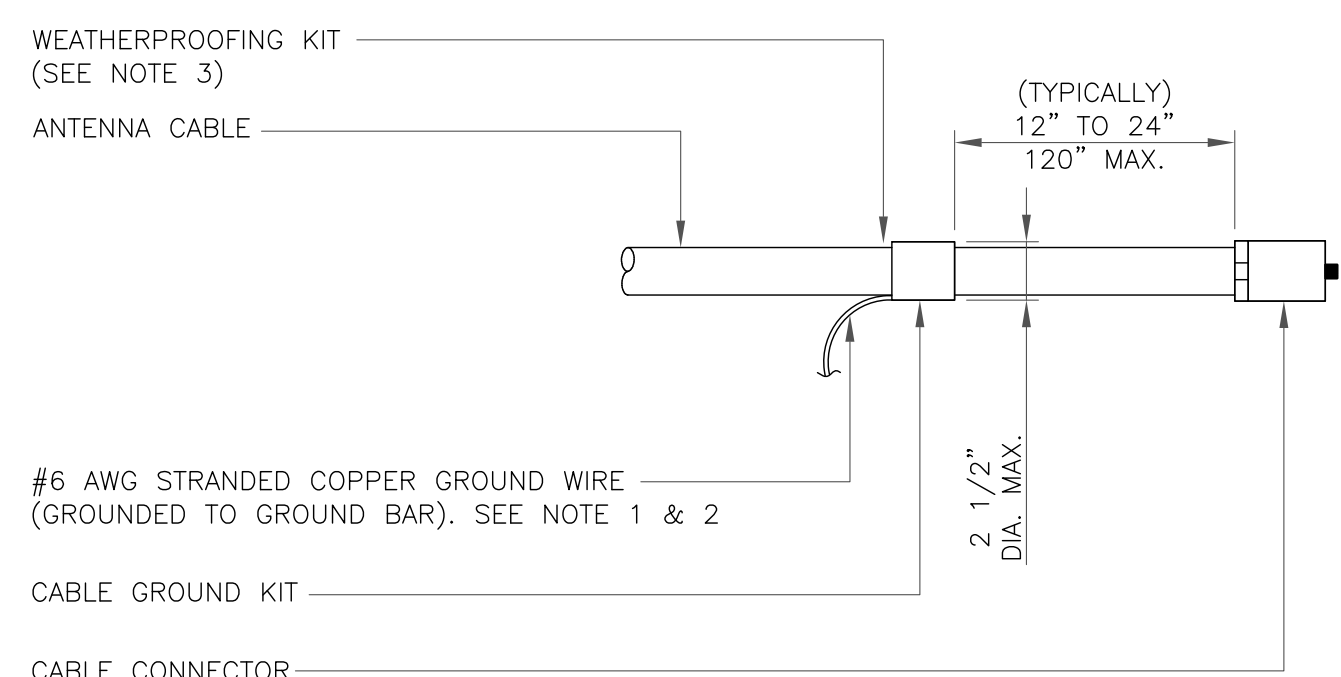 WEATHERPROOFING KIT
(SEE NOTE 3)
ANTENNA CABLE
(TYPICALLY)
12” TO 24”
120” MAX.
2 1/2”
DIA. MAX.
#6 AWG STRANDED COPPER GROUND WIRE
(GROUNDED TO GROUND BAR). SEE NOTE 1 & 2
CABLE GROUND KIT
CABLE CONNECTOR